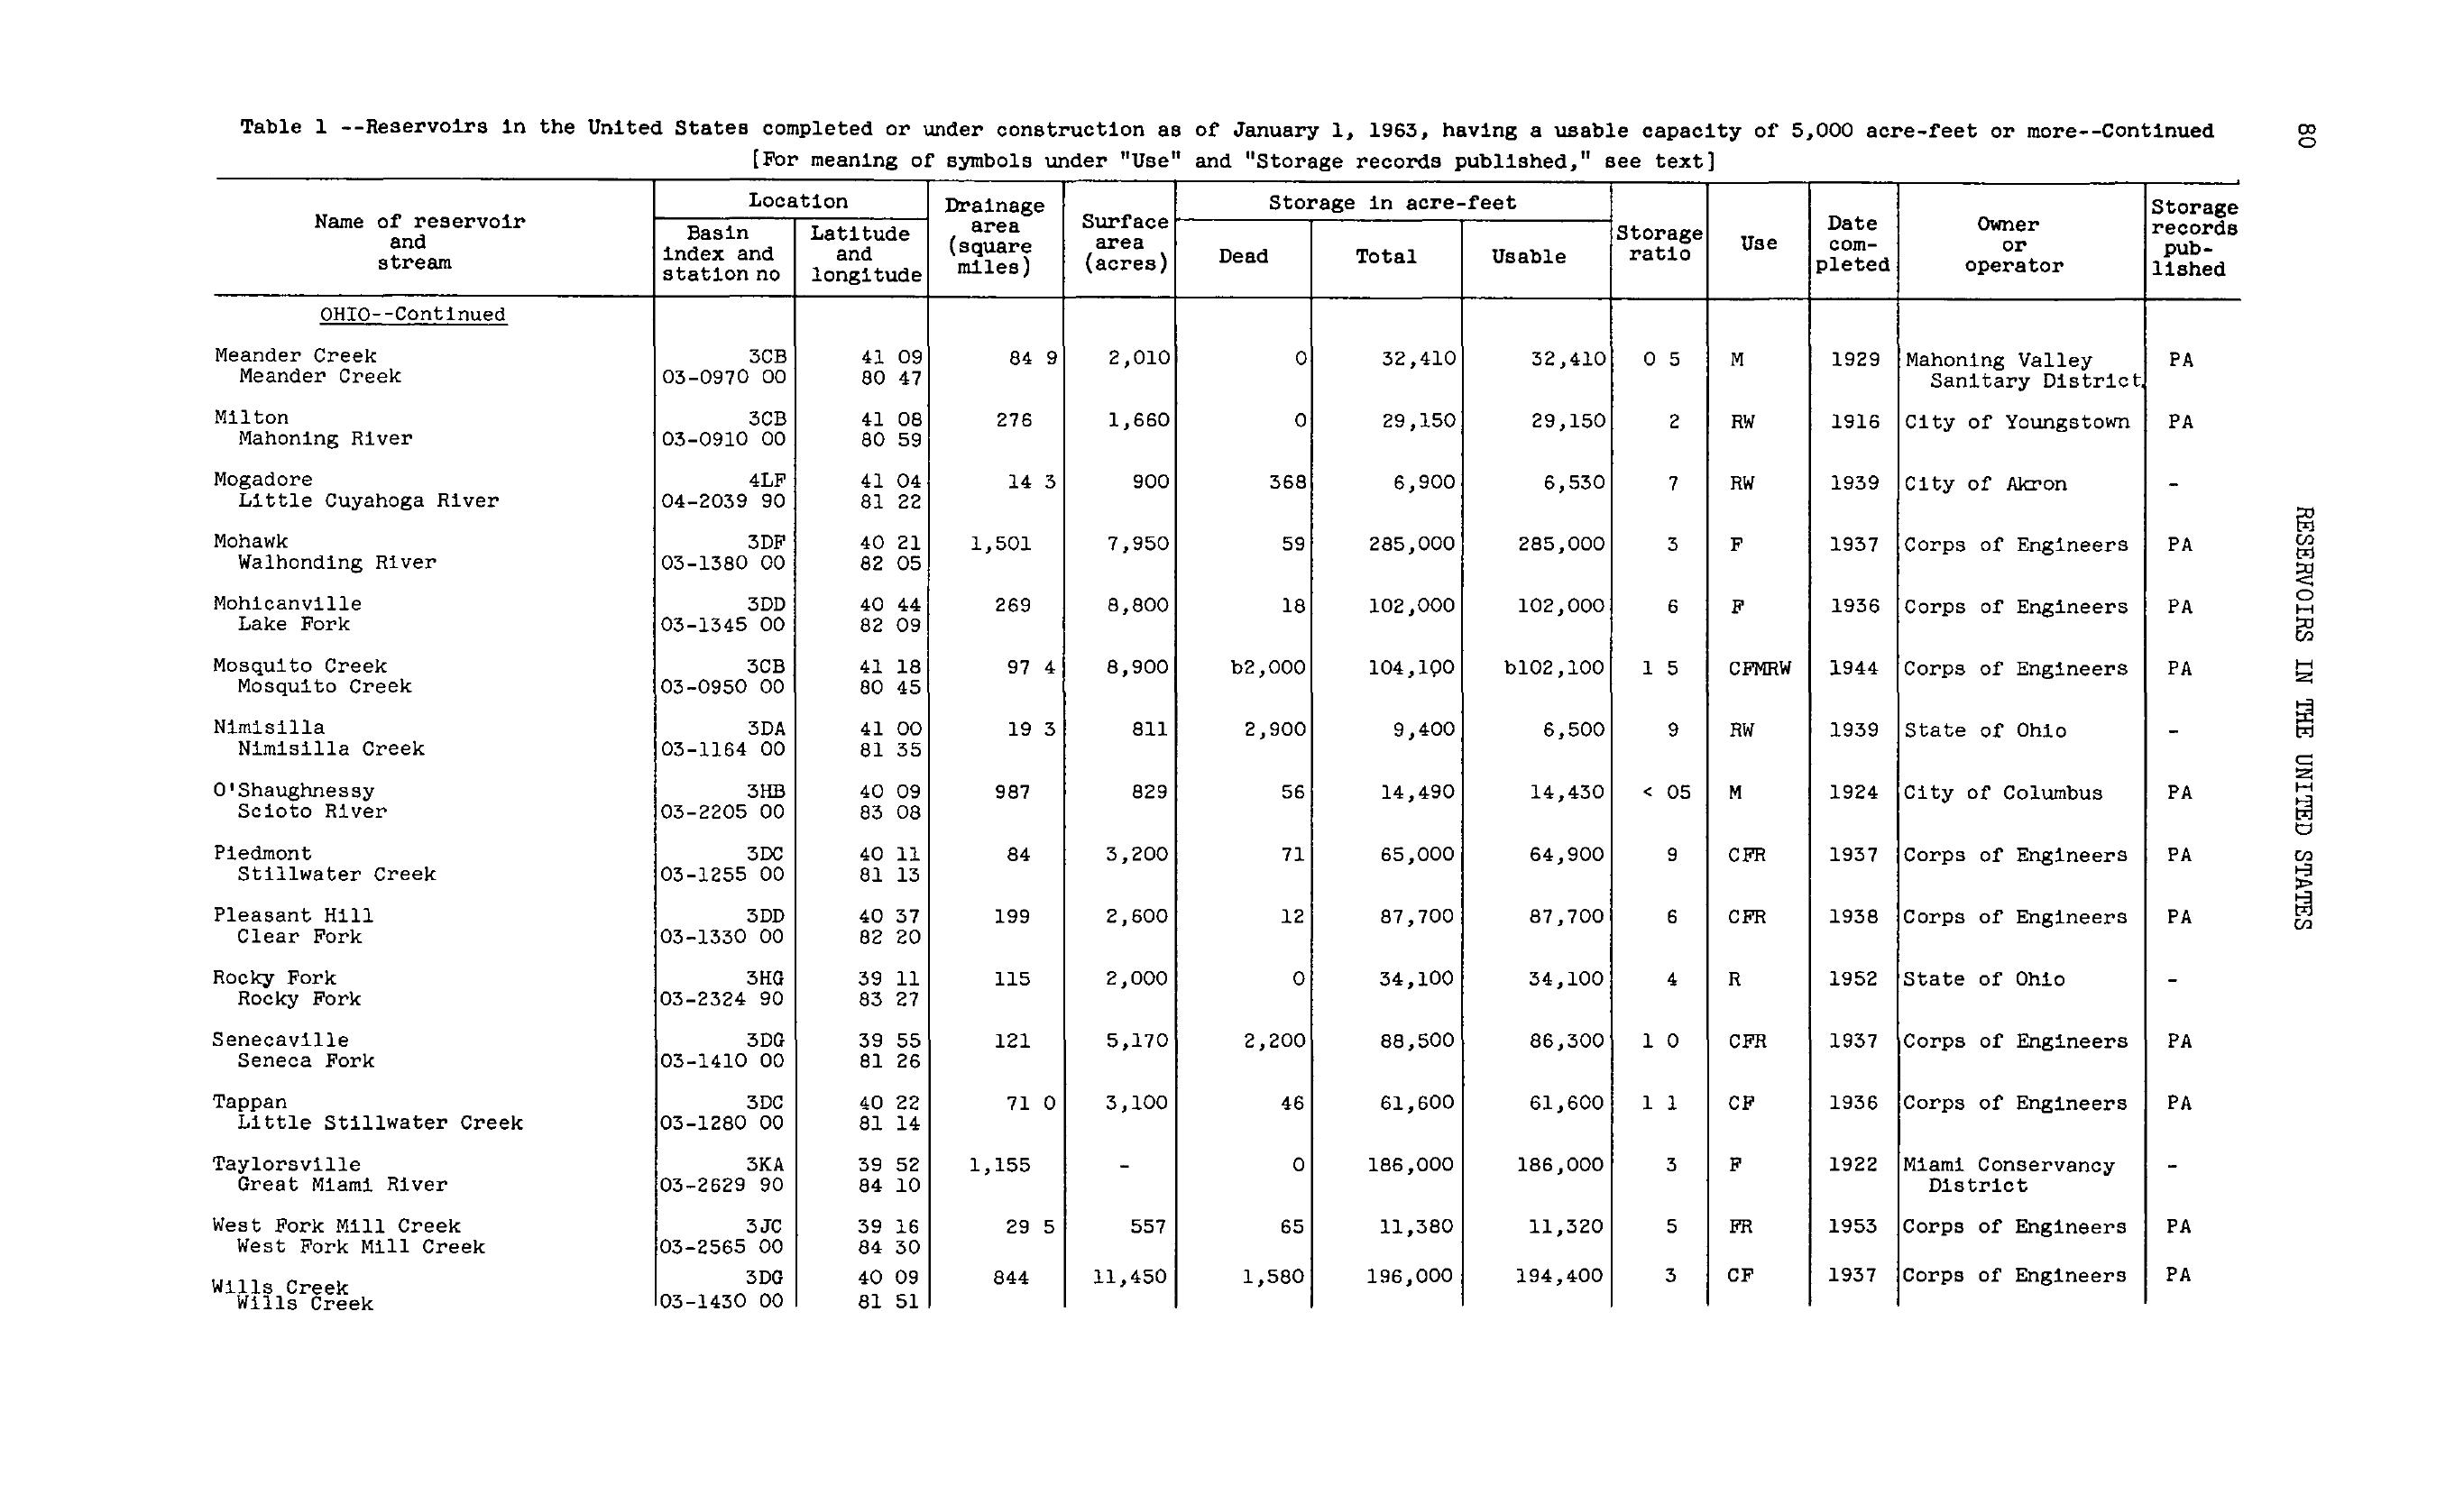 Table 1 --Reservoirs in the United States completed or under construction as of January 1, 1963, having a usable capacity of 5,000 acre-feet or more--Continued
80
[For meaning of symbols under "Use" and "Storage records published," see text]
Name of reservoir and stream | Location | Drainage area (square miles) | Surface area (acres) | Storage in acre-feet | Storage ratio | Use | Date com-pleted | Owner or operator | Storage records pub-lished
Basin index and station no | Latitude and longitude | Dead | Total | Usable
OHIO--Continued
Meander Creek 3CB 41 09 84 9 2,010 0 32,410 32,410 0 5 M 1929 Mahoning Valley PA
Meander Creek 03-0970 00 80 47 Sanitary District
Milton 3CB 41 08 276 1,660 0 29,150 29,150 2 RW 1916 City of Youngstown PA
Mahoning River 03-0910 00 80 59
Mogadore 4LF 41 04 14 3 900 368 6,900 6,530 7 RW 1939 City of Akron -
Little Cuyahoga River 04-2039 90 81 22
Mohawk 3DF 40 21 1,501 7,950 59 285,000 285,000 3 F 1937 Corps of Engineers PA
Walhonding River 03-1380 00 82 05
Mohicanville 3DD 40 44 269 8,800 18 102,000 102,000 6 F 1936 Corps of Engineers PA
Lake Fork 03-1345 00 82 09
Mosquito Creek 3CB 41 18 97 4 8,900 b2,000 104,100 b102,100 1 5 CFMRW 1944 Corps of Engineers PA
Mosquito Creek 03-0950 00 80 45
Nimisilla 3DA 41 00 19 3 811 2,900 9,400 6,500 9 RW 1939 State of Ohio -
Nimisilla Creek 03-1164 00 81 35
O'Shaughnessy 3HB 40 09 987 829 56 14,490 14,430 < 05 M 1924 City of Columbus PA
Scioto River 03-2205 00 83 08
Piedmont 3DC 40 11 84 3,200 71 65,000 64,900 9 CFR 1937 Corps of Engineers PA
Stillwater Creek 03-1255 00 81 13
Pleasant Hill 3DD 40 37 199 2,600 12 87,700 87,700 6 CFR 1938 Corps of Engineers PA
Clear Fork 03-1330 00 82 20
Rocky Fork 3HG 39 11 115 2,000 0 34,100 34,100 4 R 1952 State of Ohio -
Rocky Fork 03-2324 90 83 27
Senecaville 3DG 39 55 121 5,170 2,200 88,500 86,300 1 0 CFR 1937 Corps of Engineers PA
Seneca Fork 03-1410 00 81 26
Tappan 3DC 40 22 71 0 3,100 46 61,600 61,600 1 1 CF 1936 Corps of Engineers PA
Little Stillwater Creek 03-1280 00 81 14
Taylorsville 3KA 39 52 1,155 - 0 186,000 186,000 3 F 1922 Miami Conservancy -
Great Miami River 03-2629 90 84 10 District
West Fork Mill Creek 3JC 39 16 29 5 557 65 11,380 11,320 5 FR 1953 Corps of Engineers PA
West Fork Mill Creek 03-2565 00 84 30
Wills Creek 3DG 40 09 844 11,450 1,580 196,000 194,400 3 CF 1937 Corps of Engineers PA
Wills Creek 03-1430 00 81 51
RESERVOIRS IN THE UNITED STATES